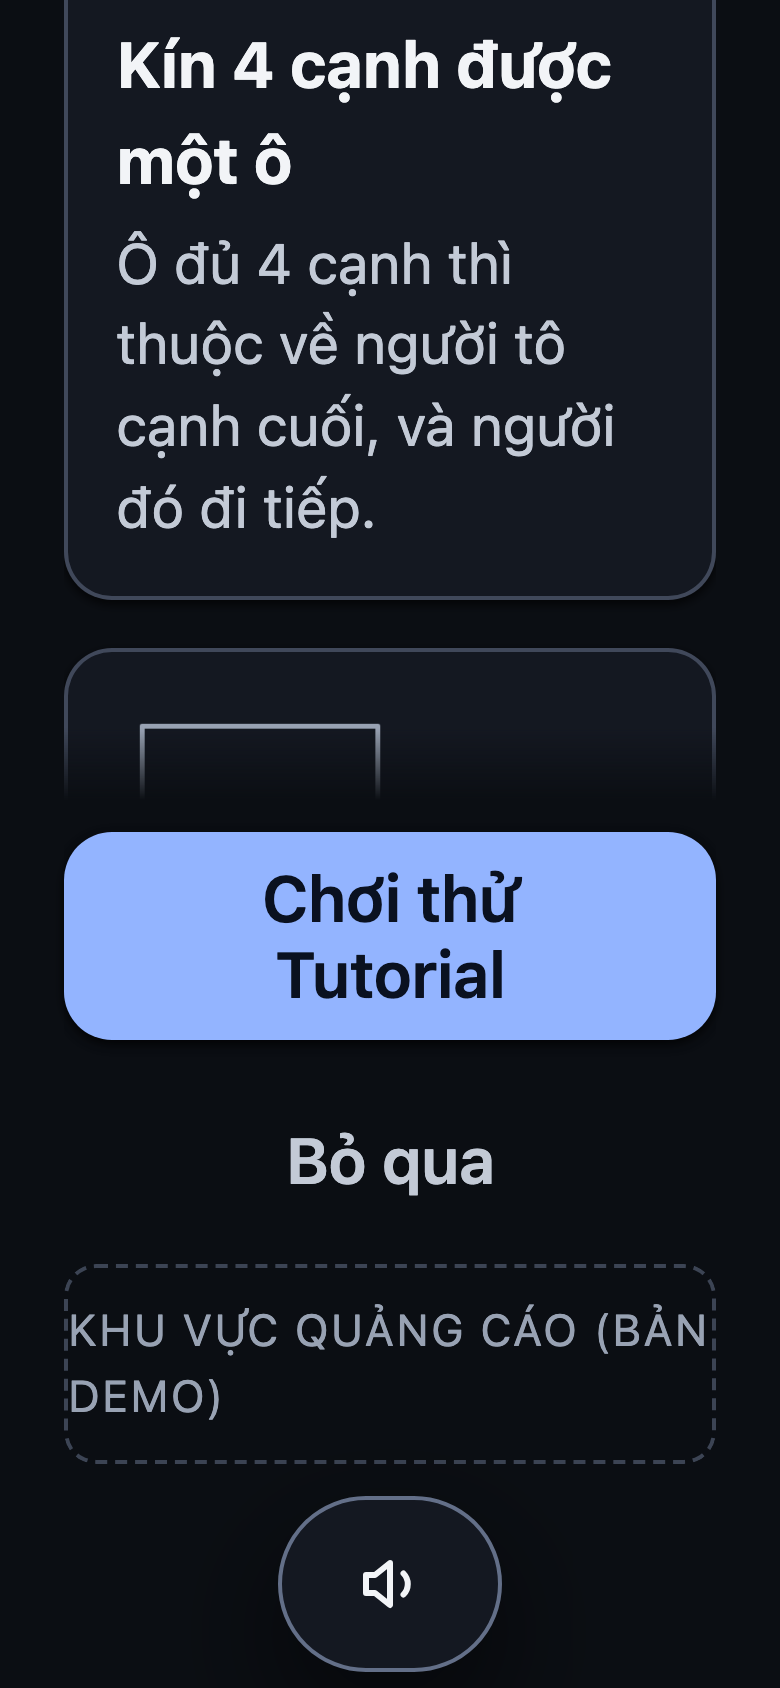 Kín 4 cạnh được
một ô
Ô đủ 4 cạnh thì
thuộc về người tô
cạnh cuối, và người
đó đi tiếp.
Chơi thử
Tutorial
Bỏ qua
KHU VỰC QUẢNG CÁO (BẢN
DEMO)